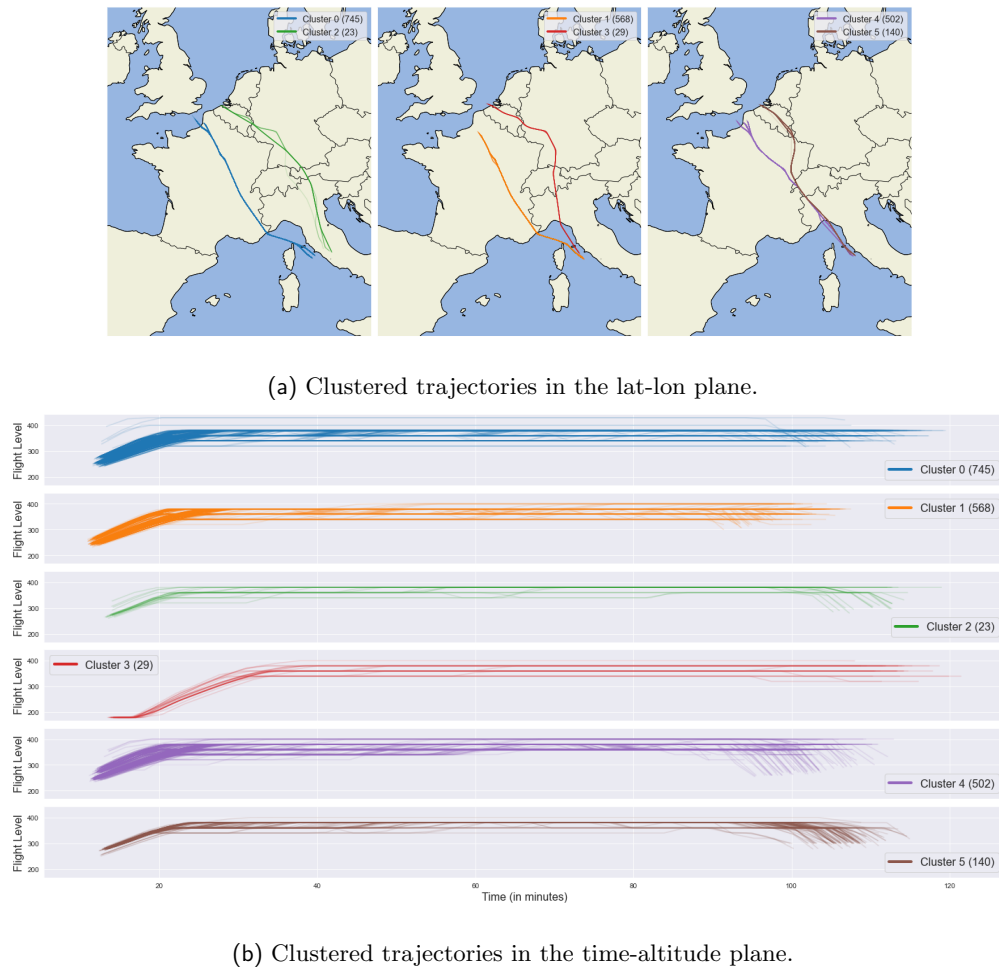 Cluster 0 (745)
Cluster 2 (23)
Cluster 1 (568)
Cluster 3 (29)
Cluster 4 (502)
Cluster 5 (140)
(a) Clustered trajectories in the lat-lon plane.
Flight Level
400
300
200
Cluster 0 (745)
Flight Level
400
300
200
Cluster 1 (568)
Flight Level
400
300
200
Cluster 2 (23)
Flight Level
400
300
200
Cluster 3 (29)
Flight Level
400
300
200
Cluster 4 (502)
Flight Level
400
300
200
Cluster 5 (140)
20 40 60 80 100 120
Time (in minutes)
(b) Clustered trajectories in the time-altitude plane.